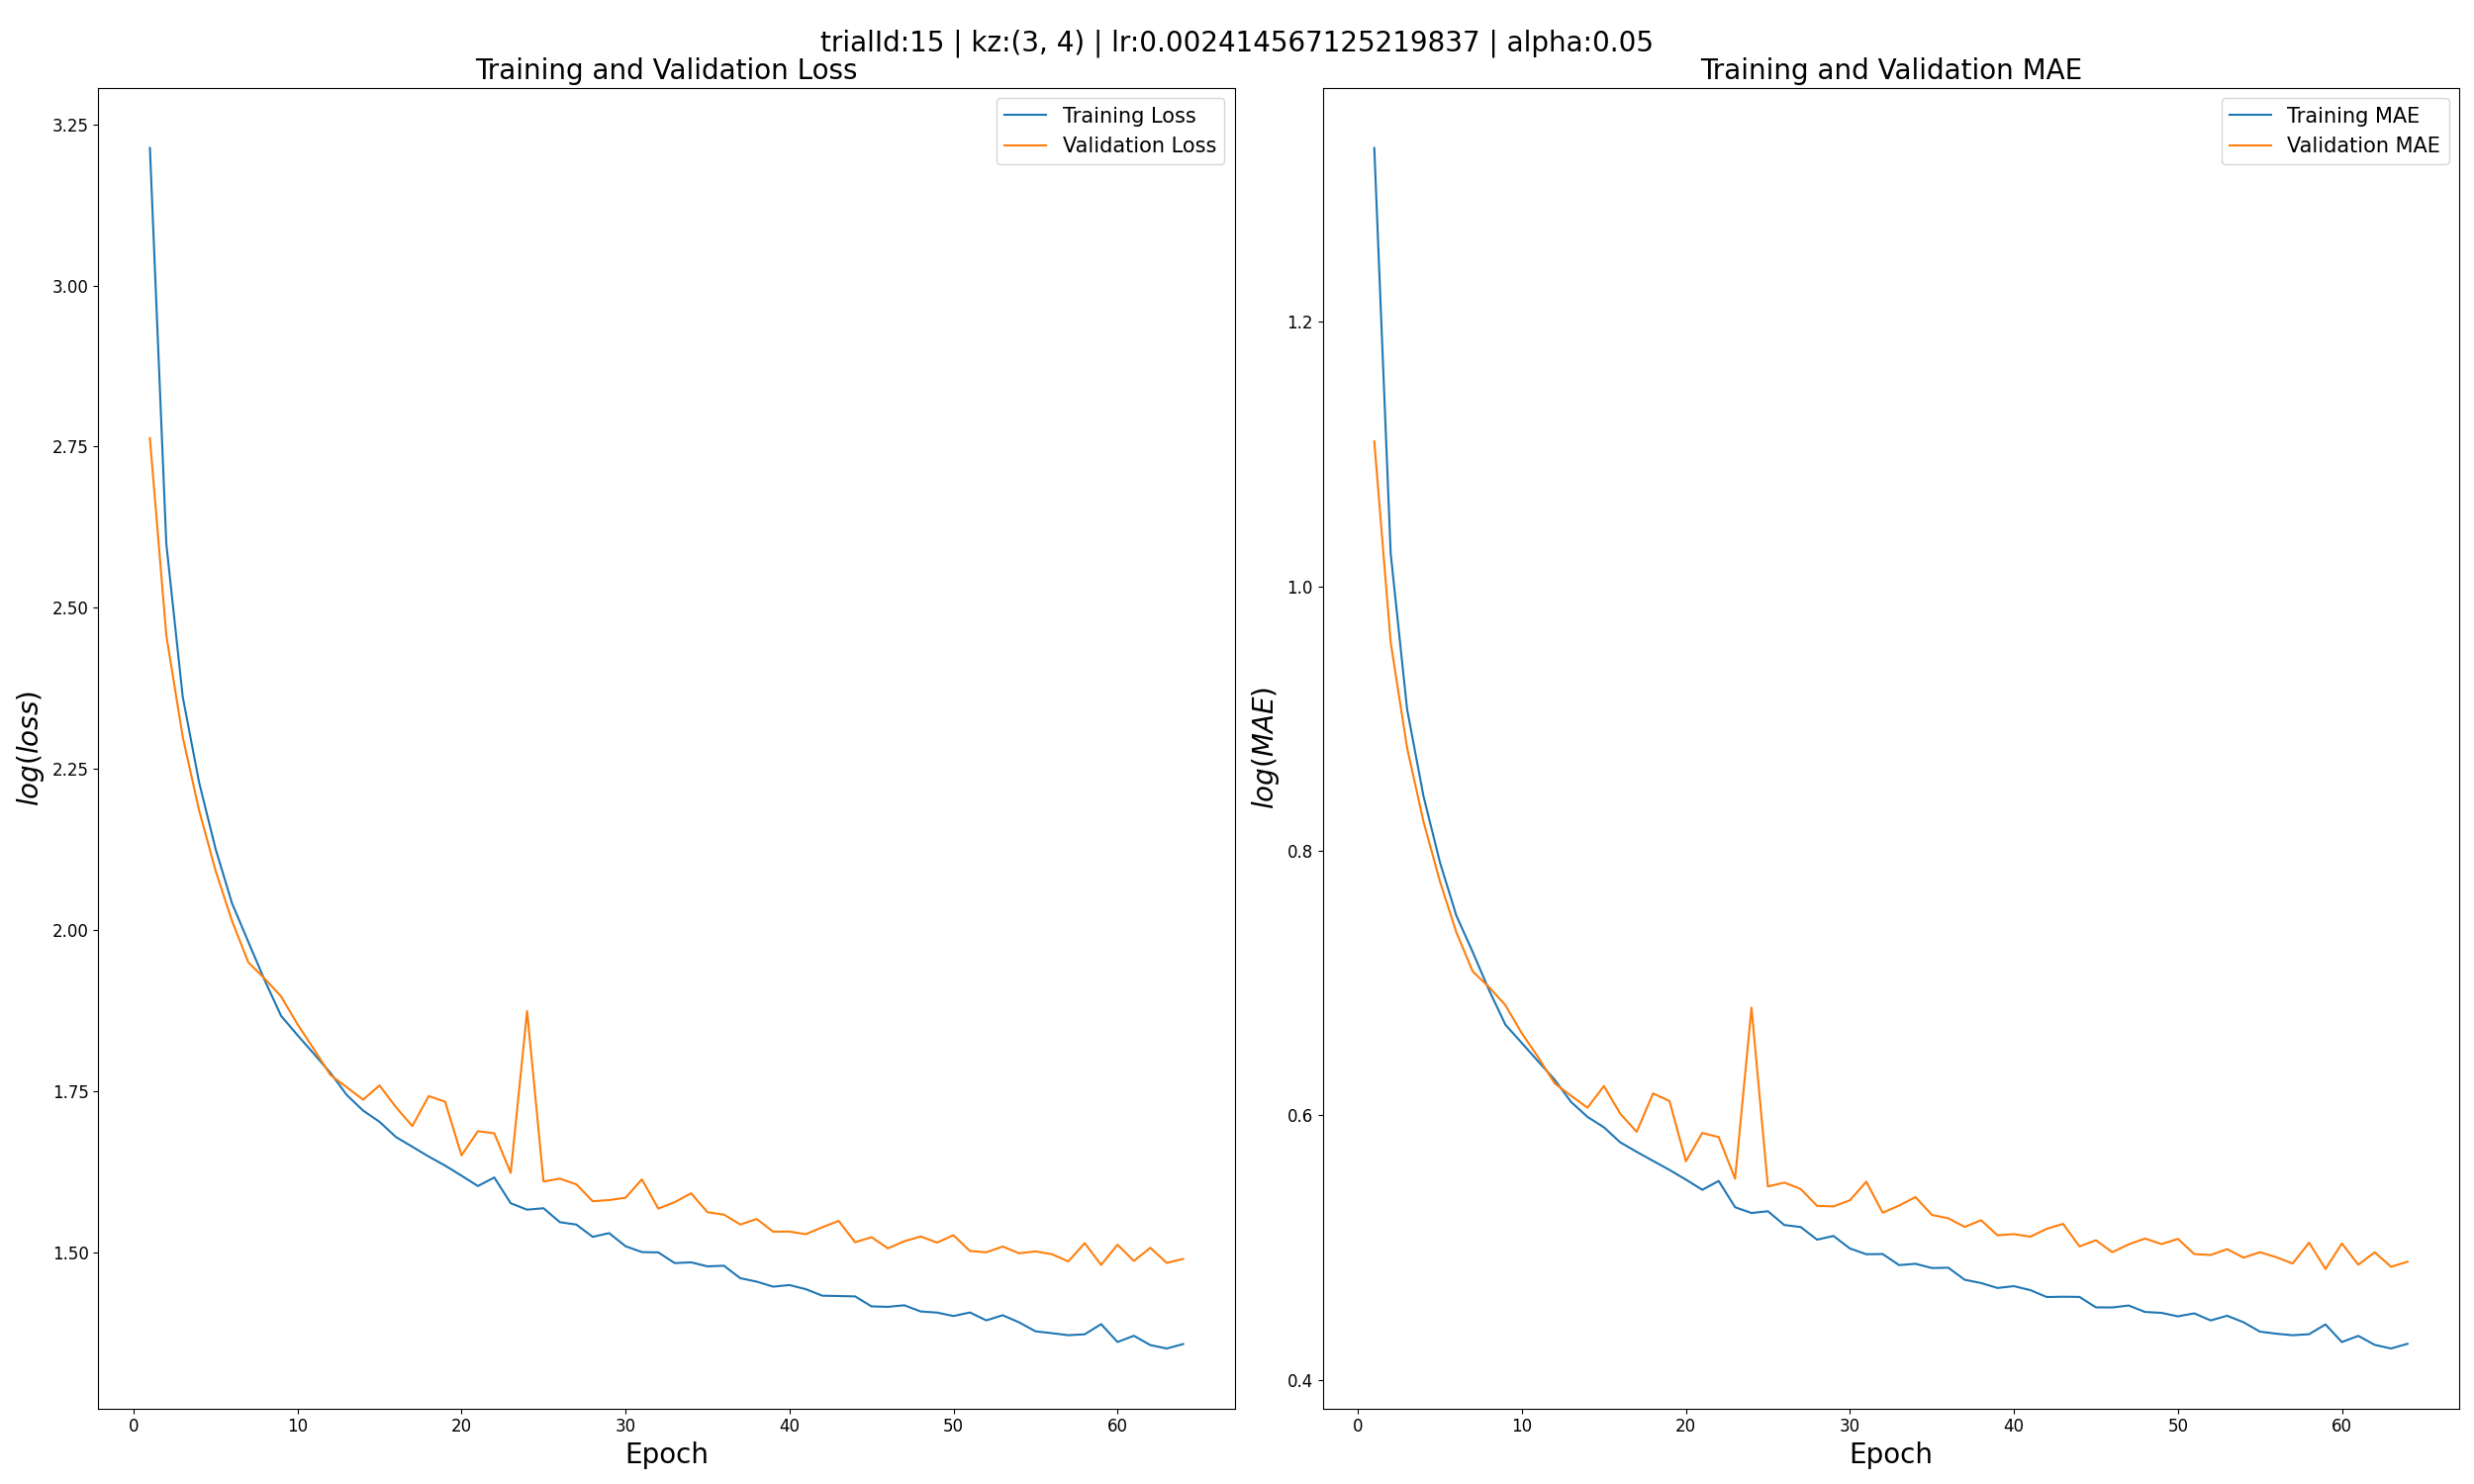 trialId:15 | kz:(3, 4) | lr:0.002414567125219837 | alpha:0.05
Training and Validation Loss
Training Loss
Validation Loss
3.25
3.00
2.75
2.50
2.25
2.00
1.75
1.50
log(loss)
0 10 20 30 40 50 60
Epoch
Training and Validation MAE
Training MAE
Validation MAE
1.2
1.0
0.8
0.6
0.4
log(MAE)
0 10 20 30 40 50 60
Epoch